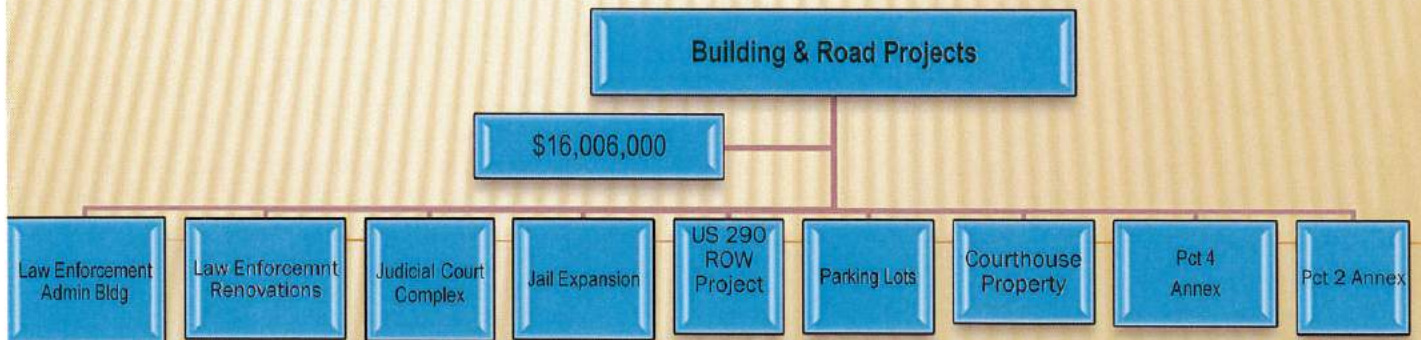 Building & Road Projects
$16,006,000
Law Enforcement
Admin Bldg
Law Enforcemnt
Renovations
Judicial Court
Complex
Jail Expansion
US 290
ROW
Project
Parking Lots
Courthouse
Property
Pct 4
Annex
Pct 2 Annex